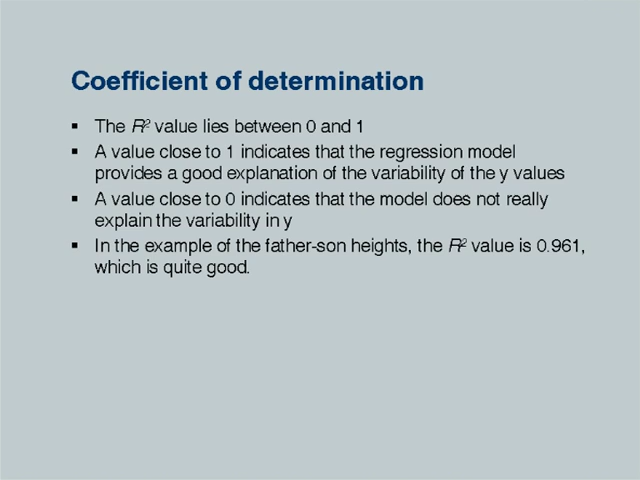 Coefficient of determination
▪ The R² value lies between 0 and 1
▪ A value close to 1 indicates that the regression model
provides a good explanation of the variability of the y values
▪ A value close to 0 indicates that the model does not really
explain the variability in y
▪ In the example of the father-son heights, the R² value is 0.961,
which is quite good.